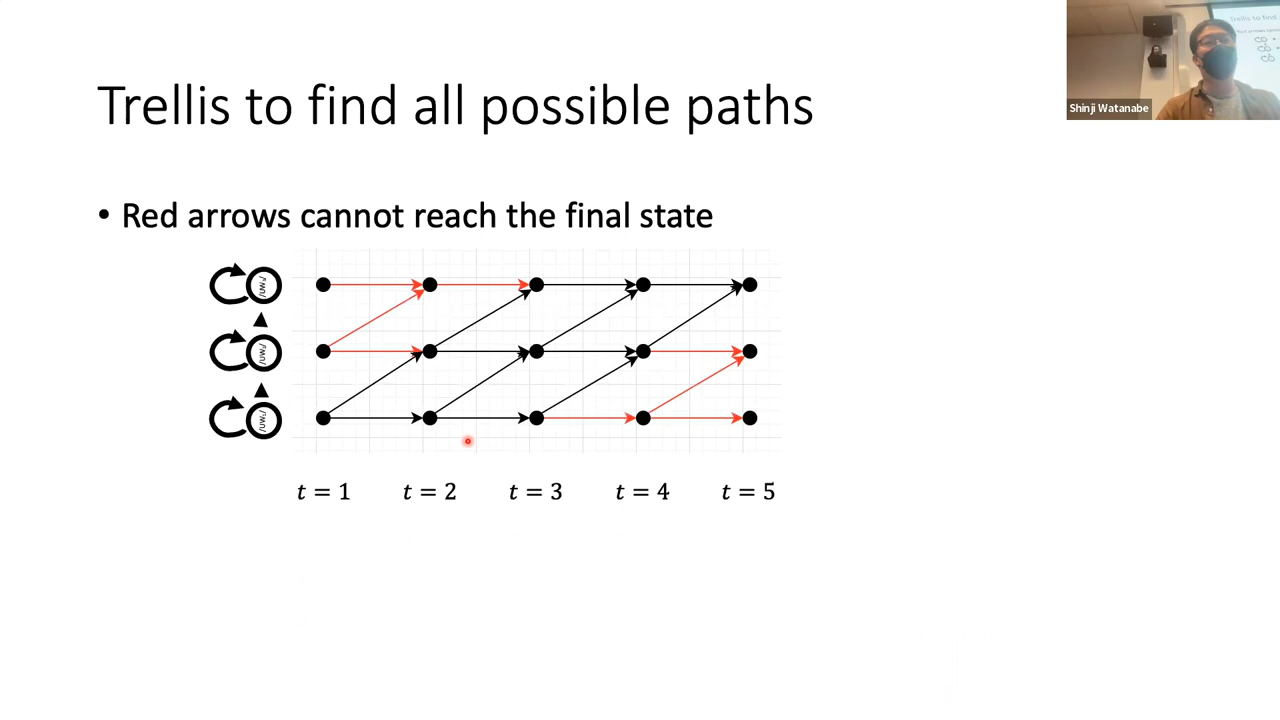 Trellis to find all possible paths
Shinji Watanabe
• Red arrows cannot reach the final state
t = 1 t = 2 t = 3 t = 4 t = 5